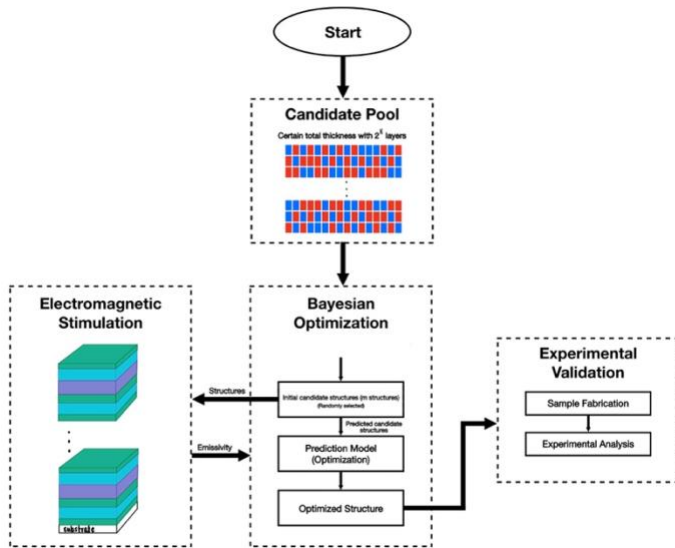 Start
Candidate Pool
Certain total thickness with 2^k layers
Electromagnetic
Stimulation
substrate
Structures
Emissivity
Bayesian
Optimization
Initial candidate structures (m structures)
(Randomly selected)
Predicted candidate
structures
Prediction Model
(Optimization)
Optimized Structure
Experimental
Validation
Sample Fabrication
Experimental Analysis